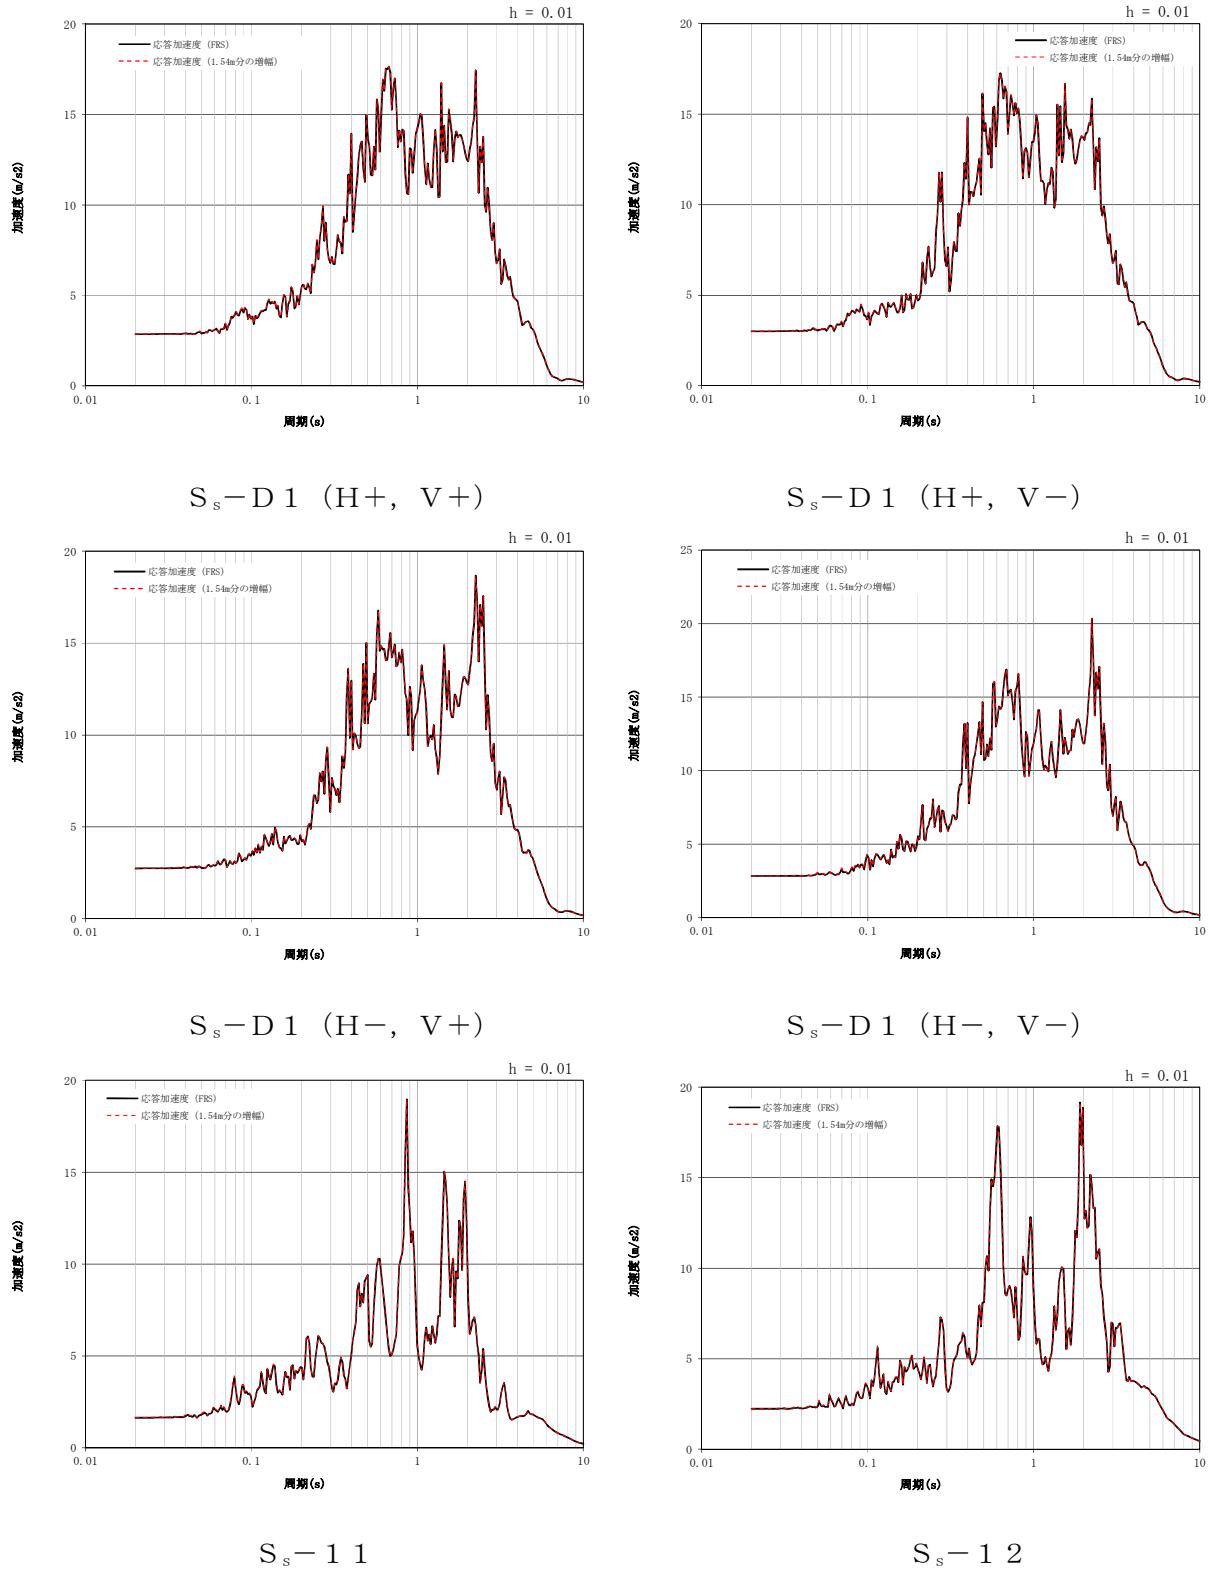 h = 0.01
20
応答加速度 (FRS)
応答加速度 (1.54m分の増幅)
15
10
5
0
加速度(m/s2)
0.01
0.1
1
10
周期(s)
Sₛ－Ｄ１（Ｈ＋，Ｖ＋）
h = 0.01
20
応答加速度 (FRS)
応答加速度 (1.54m分の増幅)
15
10
5
0
加速度(m/s2)
0.01
0.1
1
10
周期(s)
Sₛ－Ｄ１（Ｈ＋，Ｖ－）
h = 0.01
20
応答加速度 (FRS)
応答加速度 (1.54m分の増幅)
15
10
5
0
加速度(m/s2)
0.01
0.1
1
10
周期(s)
Sₛ－Ｄ１（Ｈ－，Ｖ＋）
h = 0.01
25
応答加速度 (FRS)
応答加速度 (1.54m分の増幅)
20
15
10
5
0
加速度(m/s2)
0.01
0.1
1
10
周期(s)
Sₛ－Ｄ１（Ｈ－，Ｖ－）
h = 0.01
20
応答加速度 (FRS)
応答加速度 (1.54m分の増幅)
15
10
5
0
加速度(m/s2)
0.01
0.1
1
10
周期(s)
Sₛ－１１
h = 0.01
20
応答加速度 (FRS)
応答加速度 (1.54m分の増幅)
15
10
5
0
加速度(m/s2)
0.01
0.1
1
10
周期(s)
Sₛ－１２